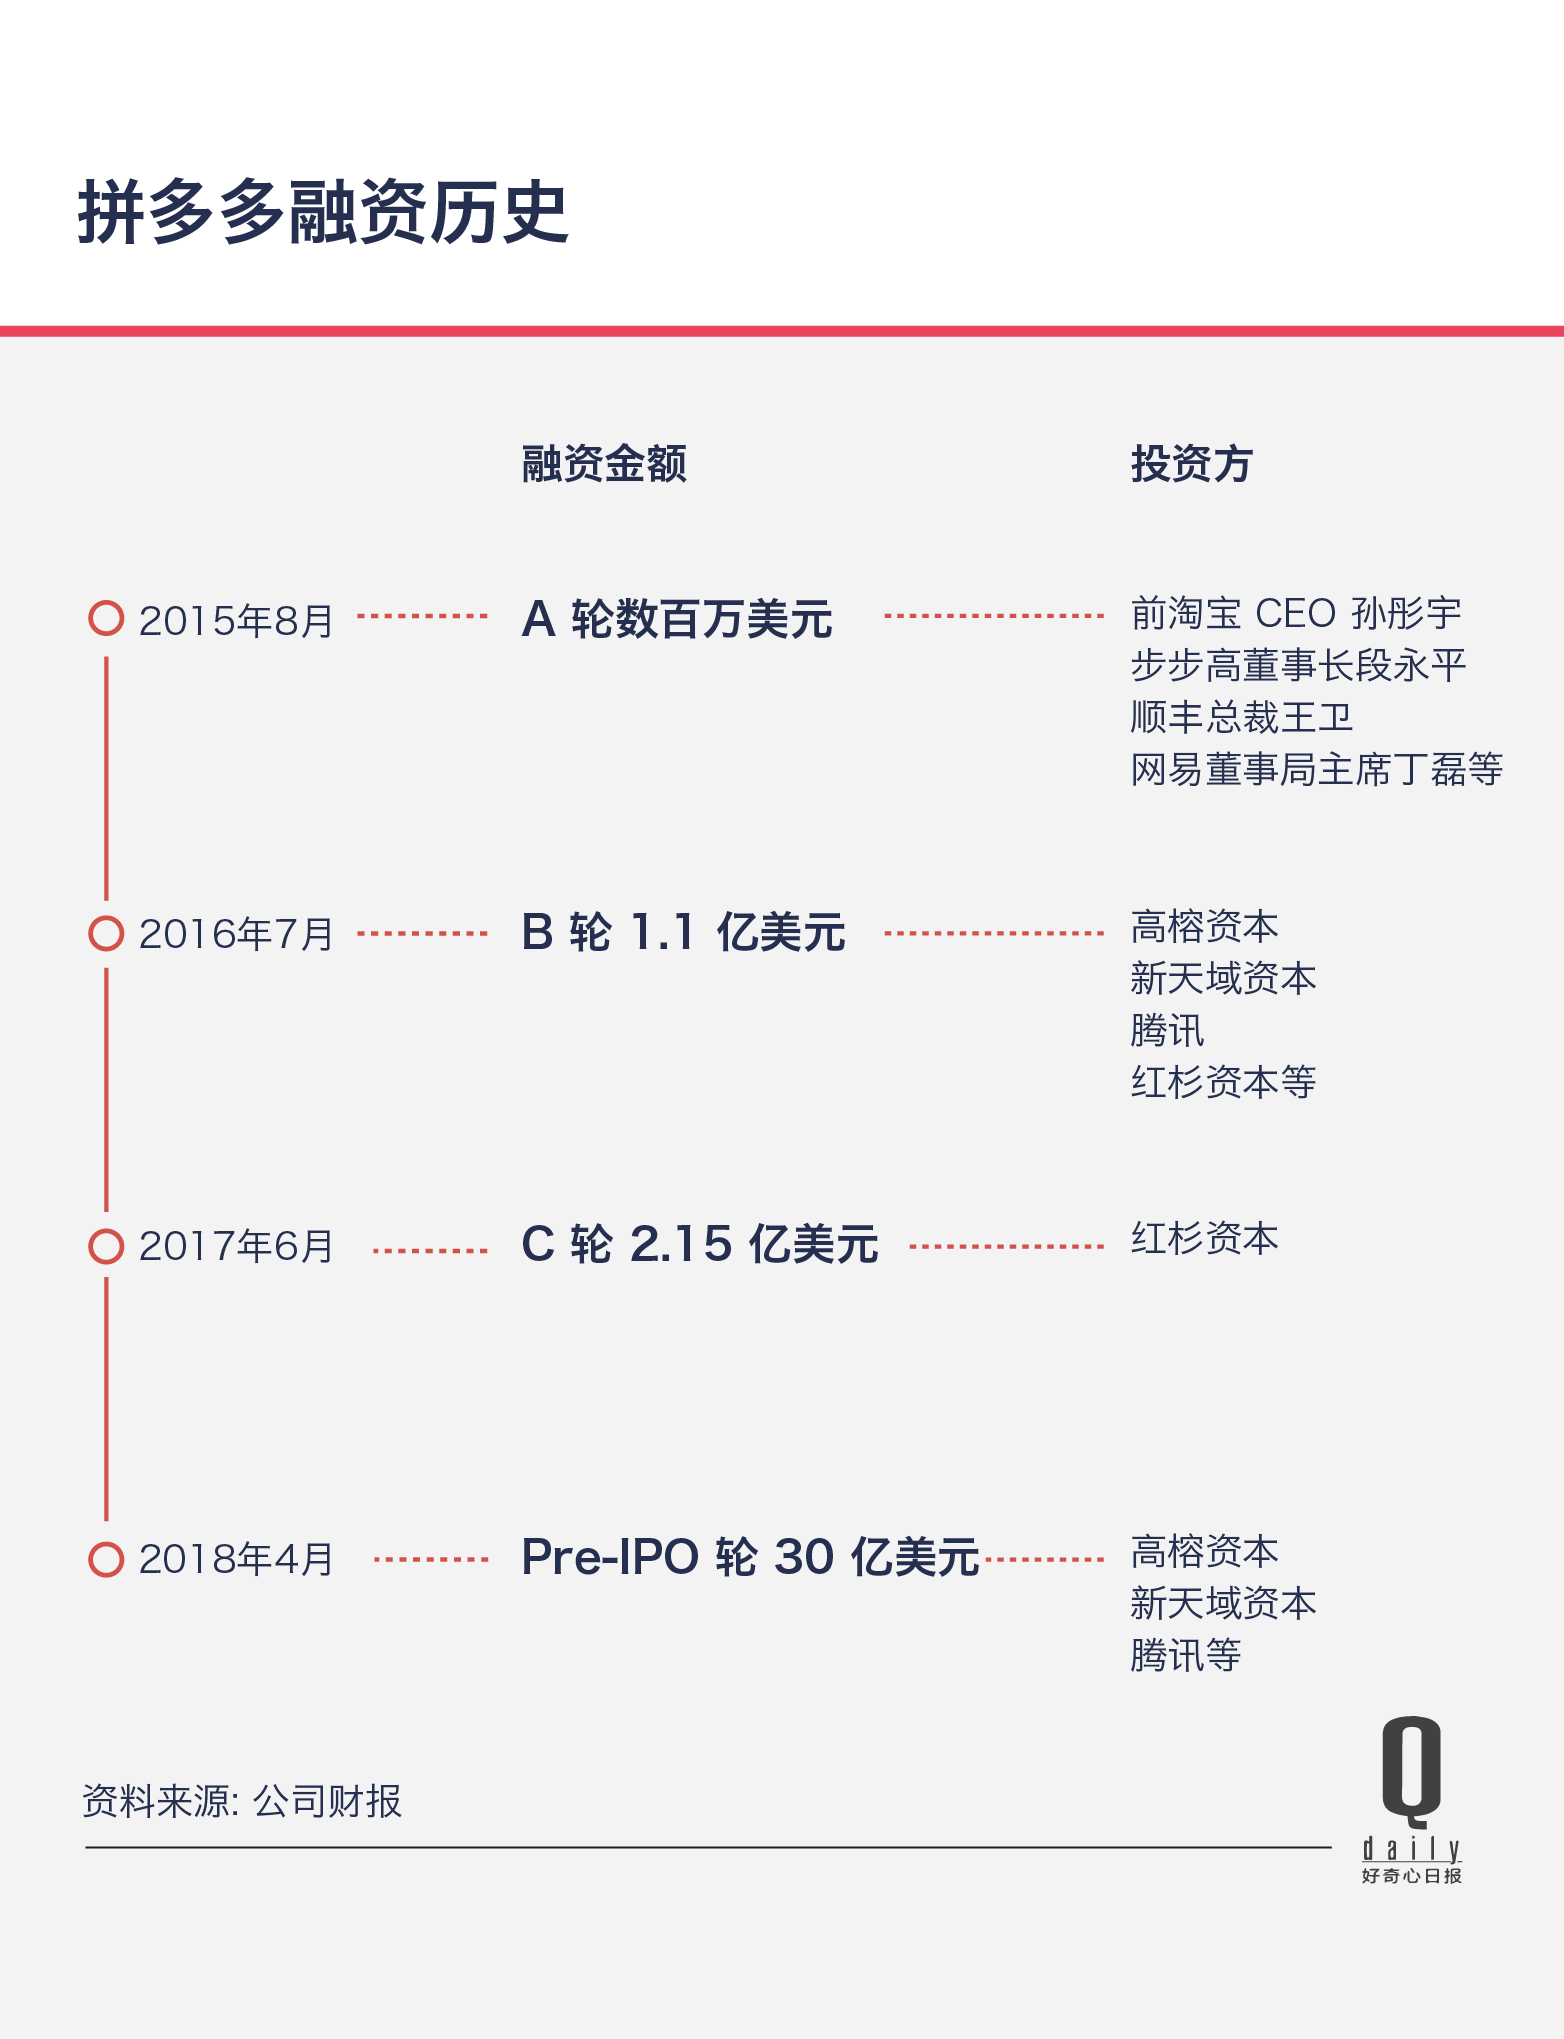 拼多多融资历史
融资金额 投资方
2015年8月 A 轮数百万美元 前淘宝 CEO 孙彤宇
步步高董事长段永平
顺丰总裁王卫
网易董事局主席丁磊等
2016年7月 B 轮 1.1 亿美元 高榕资本
新天域资本
腾讯
红杉资本等
2017年6月 C 轮 2.15 亿美元 红杉资本
2018年4月 Pre-IPO 轮 30 亿美元 高榕资本
新天域资本
腾讯等
资料来源: 公司财报
Q
daily
好奇心日报